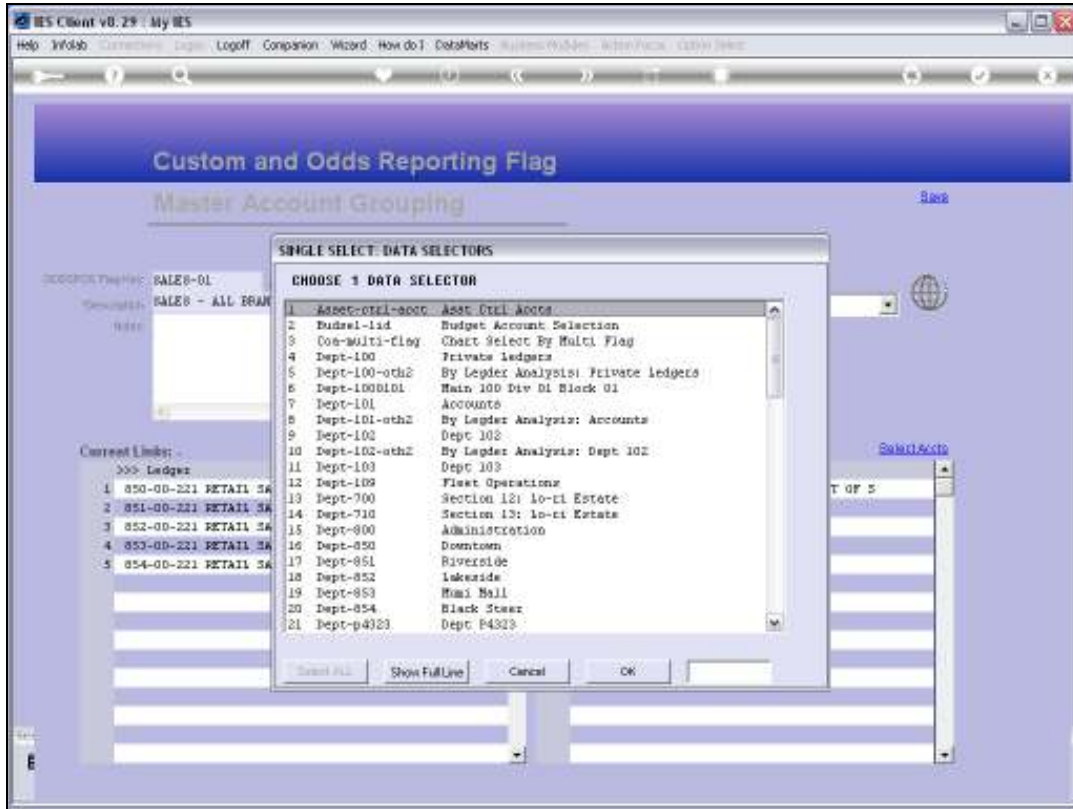 IES Client v8.29 : My IES
Help Infolab Logoff Companion Wizard How do I DataMarts
Custom and Odds Reporting Flag
Master Account Grouping
Save
SINGLE SELECT: DATA SELECTORS
CHOOSE 1 DATA SELECTOR
SALES-01
Description SALES - ALL BRAN
Notes
1 Asset-ctrl-acct Asst Ctrl Accts
2 Budsel-lid Budget Account Selection
3 Coa-multi-flag Chart Select By Multi Flag
4 Dept-100 Private ledgers
5 Dept-100-oth2 By Legder Analysis: Private ledgers
6 Dept-1000101 Main 100 Div 01 Block 01
7 Dept-101 Accounts
8 Dept-101-oth2 By Legder Analysis: Accounts
9 Dept-102 Dept 102
10 Dept-102-oth2 By Legder Analysis: Dept 102
11 Dept-103 Dept 103
12 Dept-109 Fleet Operations
13 Dept-700 Section 12: lo-ri Estate
14 Dept-710 Section 13: lo-ri Estate
15 Dept-800 Administration
16 Dept-850 Downtown
17 Dept-851 Riverside
18 Dept-852 Lakeside
19 Dept-853 Mall
20 Dept-854 Black Steer
21 Dept-p4323 Dept P4323
Current Links: -
Select Accts
>>> Ledger
1 850-00-221 RETAIL SA
T OF S
2 851-00-221 RETAIL SA
3 852-00-221 RETAIL SA
4 853-00-221 RETAIL SA
5 854-00-221 RETAIL SA
Select ALL Show Full Line Cancel OK